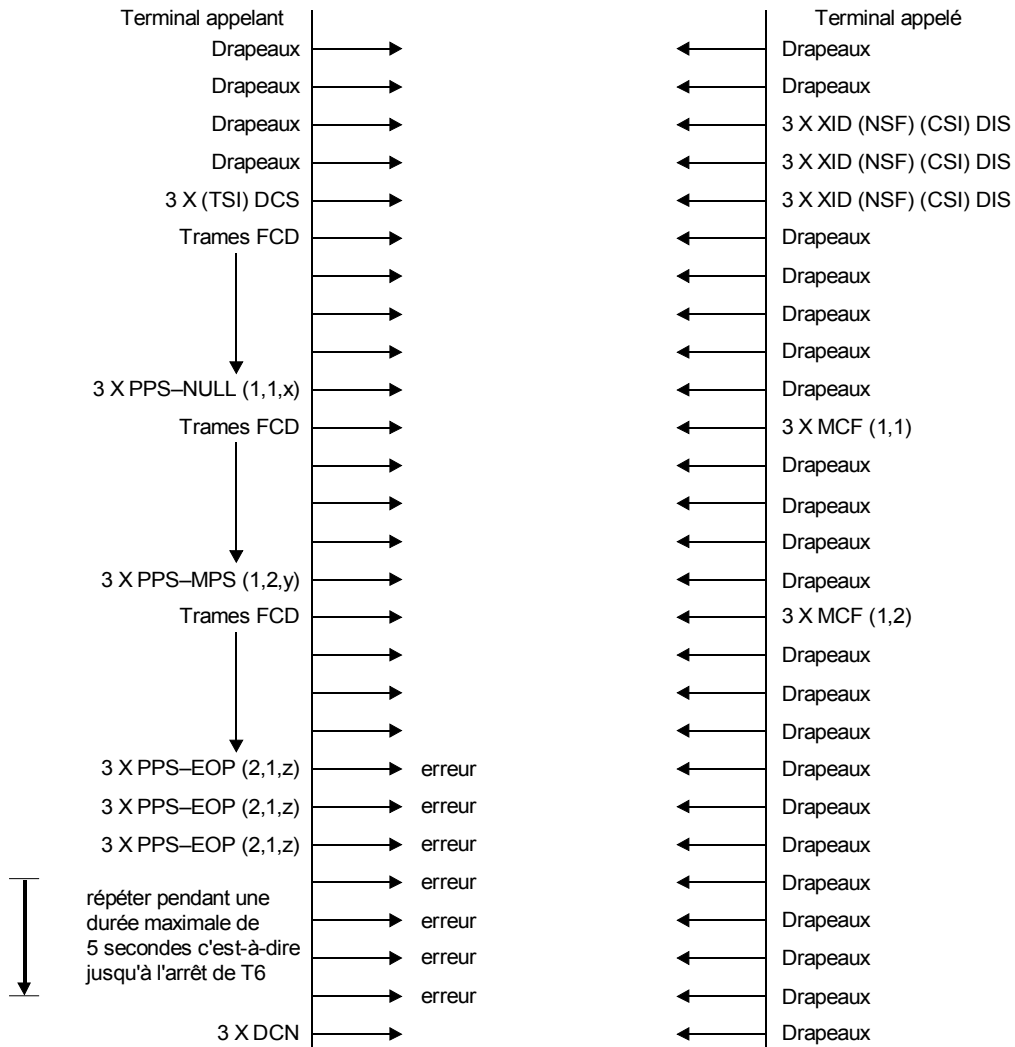 Terminal appelant Terminal appelé
Drapeaux Drapeaux
Drapeaux Drapeaux
Drapeaux 3 X XID (NSF) (CSI) DIS
Drapeaux 3 X XID (NSF) (CSI) DIS
3 X (TSI) DCS 3 X XID (NSF) (CSI) DIS
Trames FCD Drapeaux
Drapeaux
Drapeaux
Drapeaux
3 X PPS–NULL (1,1,x) Drapeaux
Trames FCD 3 X MCF (1,1)
Drapeaux
Drapeaux
Drapeaux
3 X PPS–MPS (1,2,y) Drapeaux
Trames FCD 3 X MCF (1,2)
Drapeaux
Drapeaux
Drapeaux
3 X PPS–EOP (2,1,z) erreur Drapeaux
3 X PPS–EOP (2,1,z) erreur Drapeaux
3 X PPS–EOP (2,1,z) erreur Drapeaux
erreur Drapeaux
répéter pendant une
durée maximale de erreur Drapeaux
5 secondes c'est-à-dire erreur Drapeaux
jusqu'à l'arrêt de T6
erreur Drapeaux
3 X DCN Drapeaux